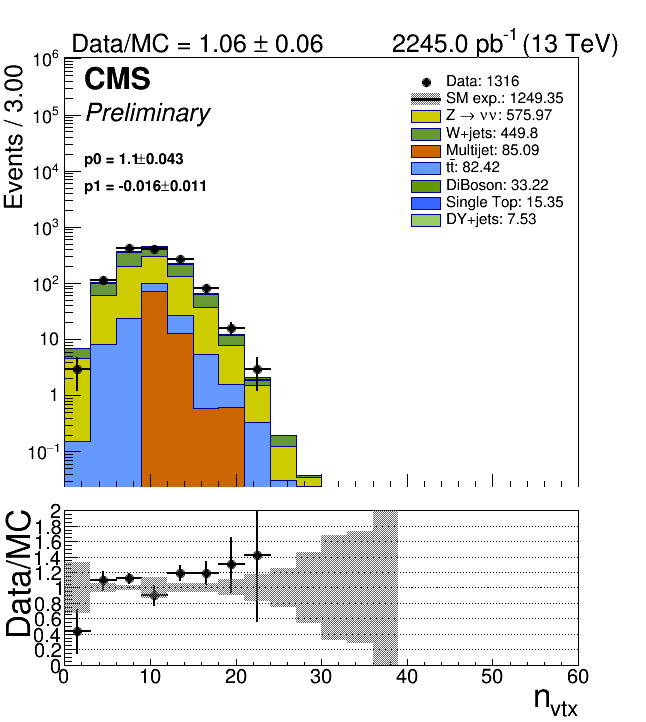 Data/MC = 1.06 ± 0.06 2245.0 pb⁻¹ (13 TeV)
Events / 3.00
CMS
Preliminary
p0 = 1.1±0.043
p1 = -0.016±0.011
Data: 1316
SM exp.: 1249.35
Z → νν: 575.97
W+jets: 449.8
Multijet: 85.09
tt̄: 82.42
DiBoson: 33.22
Single Top: 15.35
DY+jets: 7.53
10⁶
10⁵
10⁴
10³
10²
10
1
10⁻¹
Data/MC
2
1.8
1.6
1.4
1.2
1
0.8
0.6
0.4
0.2
0
0 10 20 30 40 50 60
n_vtx